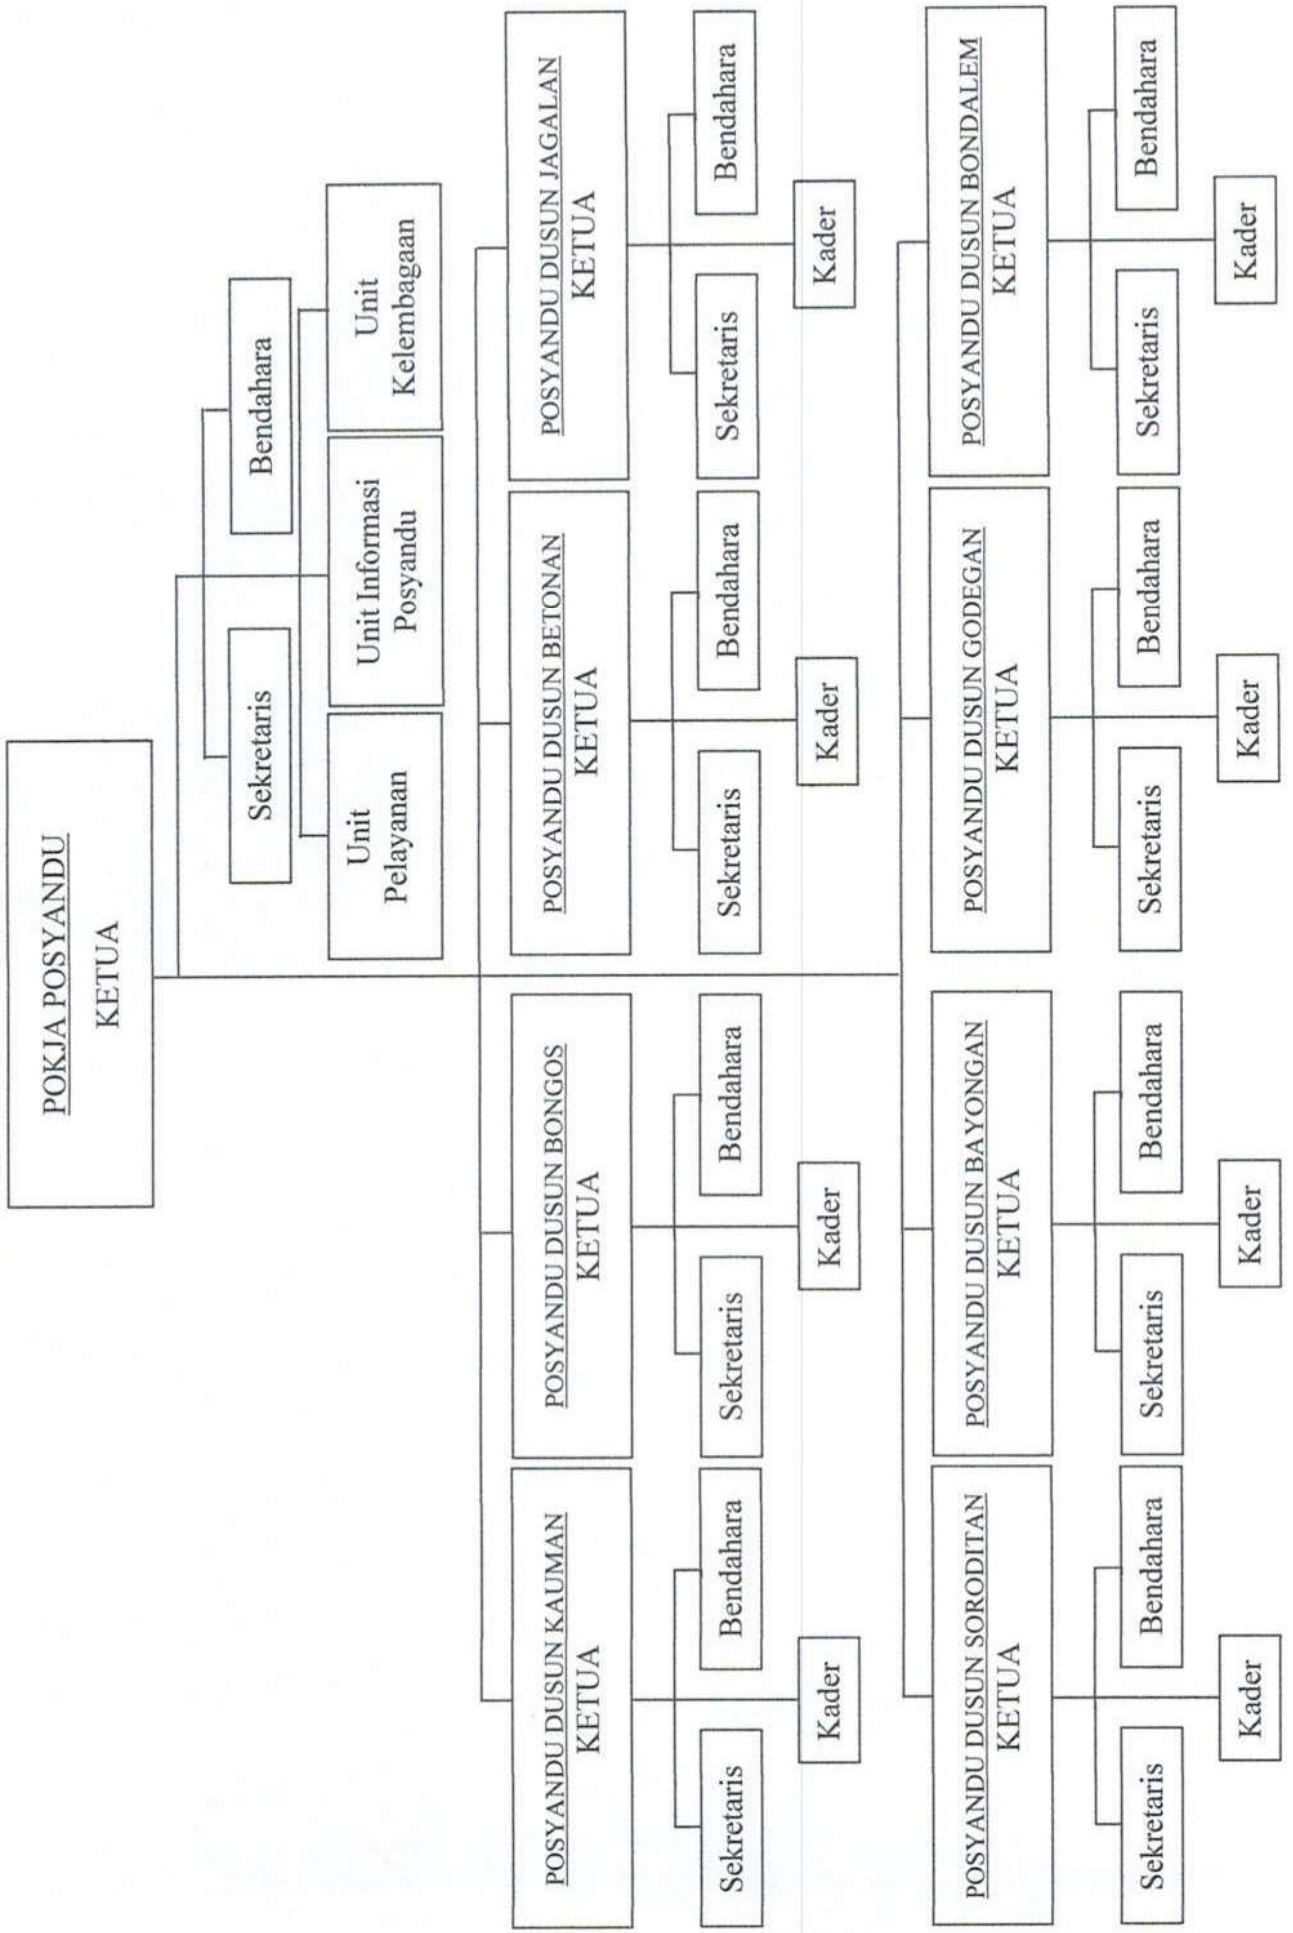 POKJA POSYANDU
KETUA
Sekretaris
Bendahara
Unit
Pelayanan
Unit Informasi
Posyandu
Unit
Kelembagaan
POSYANDU DUSUN KAUMAN
KETUA
POSYANDU DUSUN BONGOS
KETUA
POSYANDU DUSUN BETONAN
KETUA
POSYANDU DUSUN JAGALAN
KETUA
Sekretaris
Bendahara
Sekretaris
Bendahara
Sekretaris
Bendahara
Sekretaris
Bendahara
Kader
Kader
Kader
Kader
POSYANDU DUSUN SORODITAN
KETUA
POSYANDU DUSUN BAYONGAN
KETUA
POSYANDU DUSUN GODEGAN
KETUA
POSYANDU DUSUN BONDALEM
KETUA
Sekretaris
Bendahara
Sekretaris
Bendahara
Sekretaris
Bendahara
Sekretaris
Bendahara
Kader
Kader
Kader
Kader